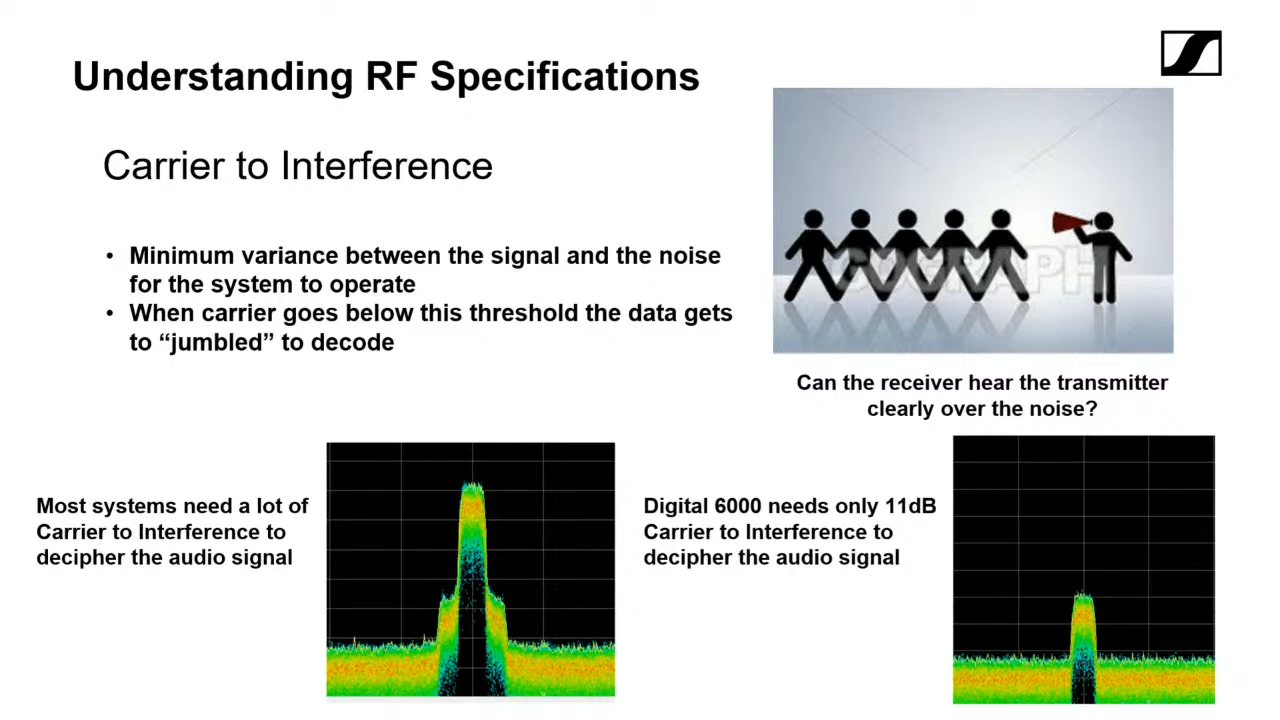 Understanding RF Specifications
Carrier to Interference
• Minimum variance between the signal and the noise
for the system to operate
• When carrier goes below this threshold the data gets
to “jumbled” to decode
GOGRAPH
Can the receiver hear the transmitter
clearly over the noise?
Most systems need a lot of
Carrier to Interference to
decipher the audio signal
Digital 6000 needs only 11dB
Carrier to Interference to
decipher the audio signal